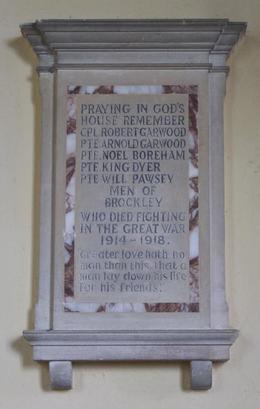 PRAYING IN GOD'S
HOUSE REMEMBER
CPL. ROBERT GARWOOD
PTE. ARNOLD GARWOOD
PTE. NOEL BOREHAM
PTE. KING DYER
PTE WILL PAWSEY
MEN OF
BROCKLEY
WHO DIED FIGHTING
IN THE GREAT WAR
1914-1918.
Greater love hath no
man than this that a
man lay down his life
for his friends.